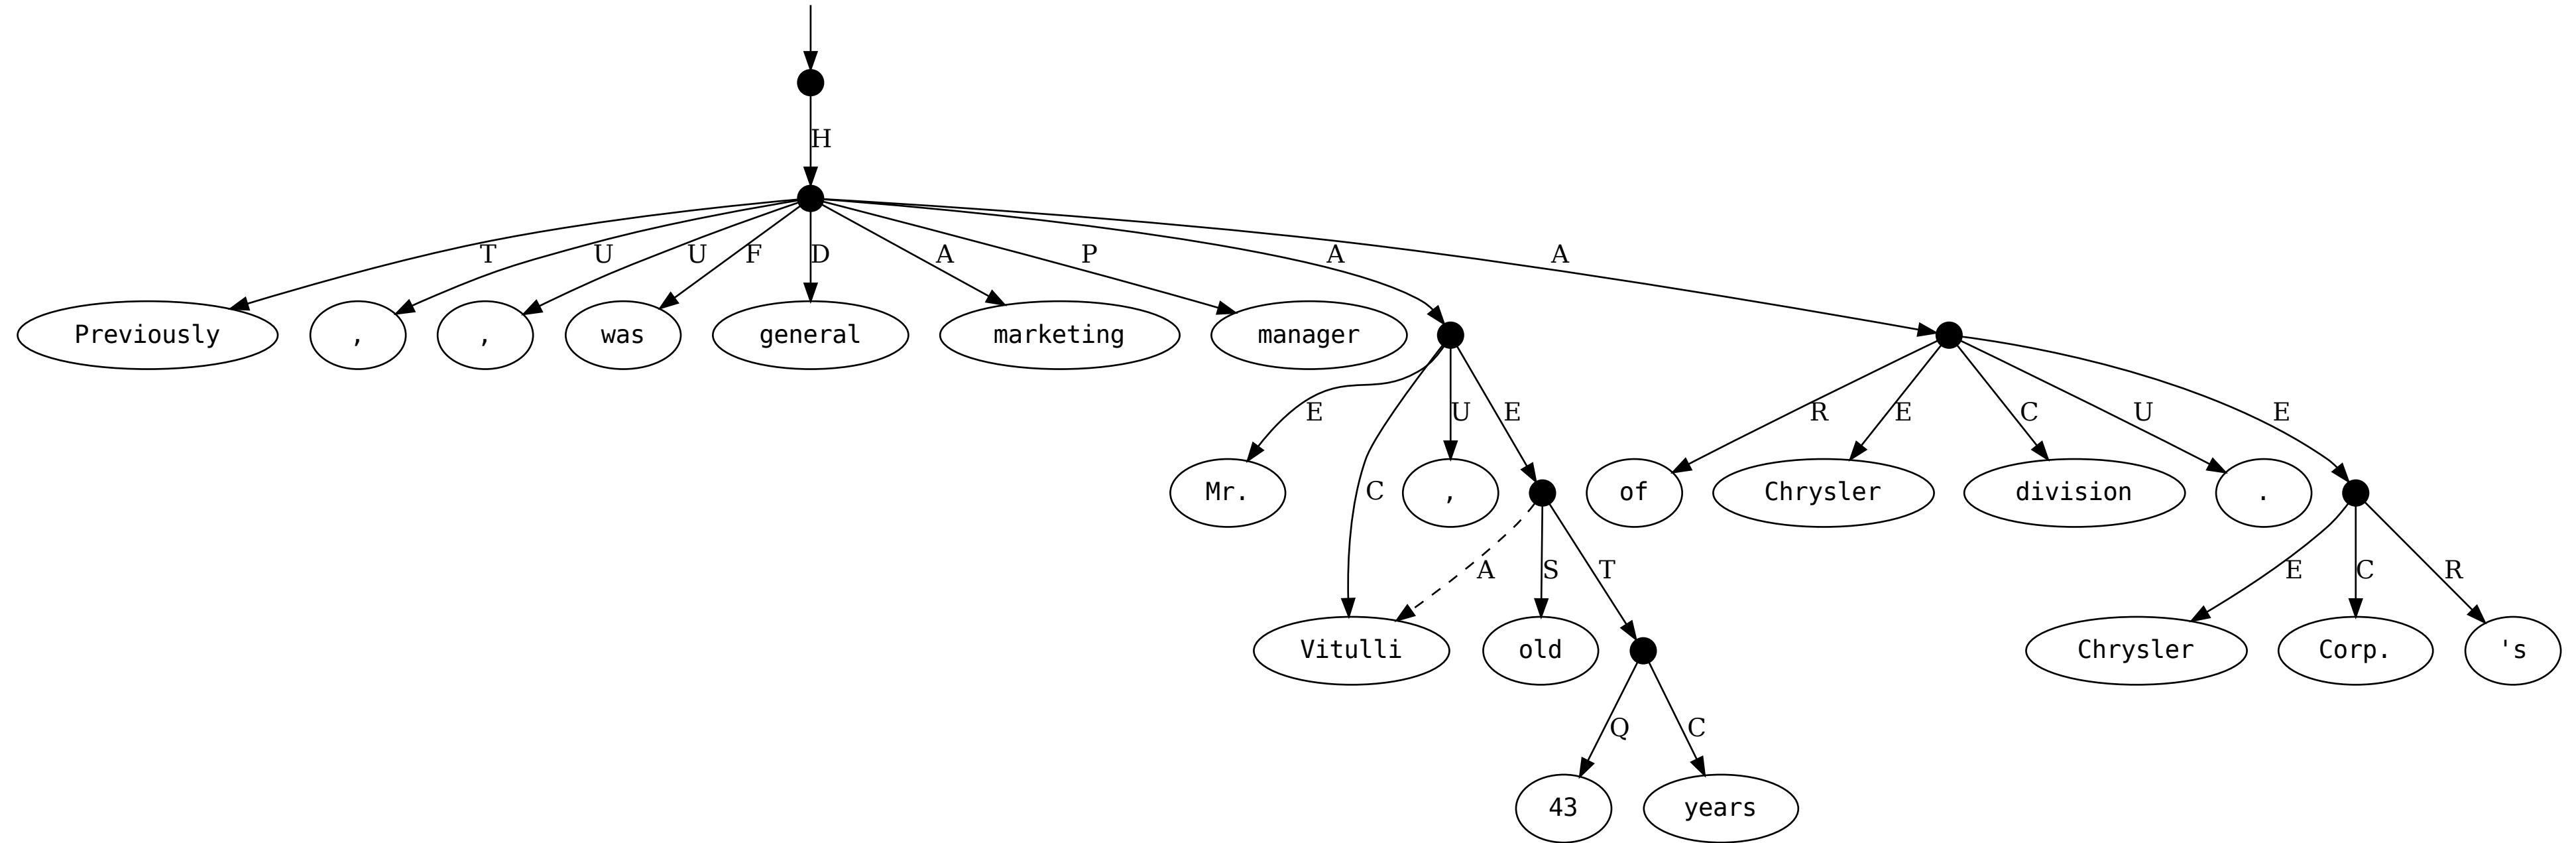 H
T U U F D A P A A
Previously , , was general marketing manager
E C U E R E C U E
Mr. , of Chrysler division .
A S T E C R
Vitulli old Chrysler Corp. 's
Q C
43 years